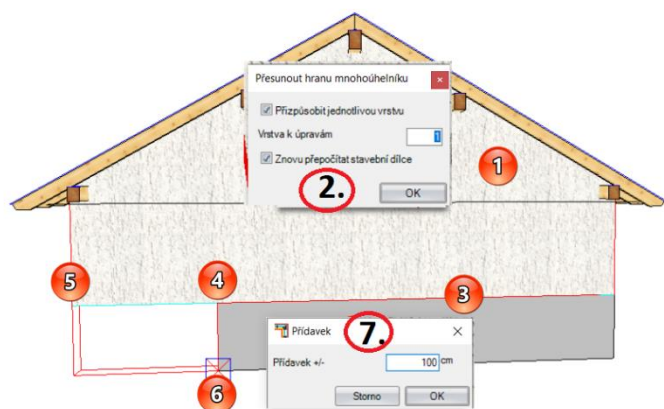 Přesunout hranu mnohoúhelníku
Přizpůsobit jednotlivou vrstvu
Vrstva k úpravám 1
Znovu přepočítat stavební dílce
2. OK
1
5
4
3
7.
Přídavek
Přídavek +/- 100 cm
Storno OK
6